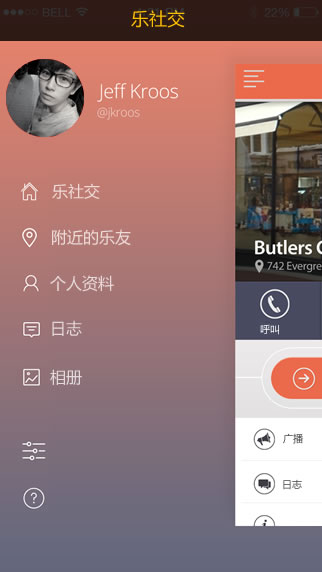 BELL
22%
乐社交
Jeff Kroos
@jkroos
乐社交
附近的乐友
个人资料
日志
相册
?
Butlers
742 Evergre
呼叫
广播
日志